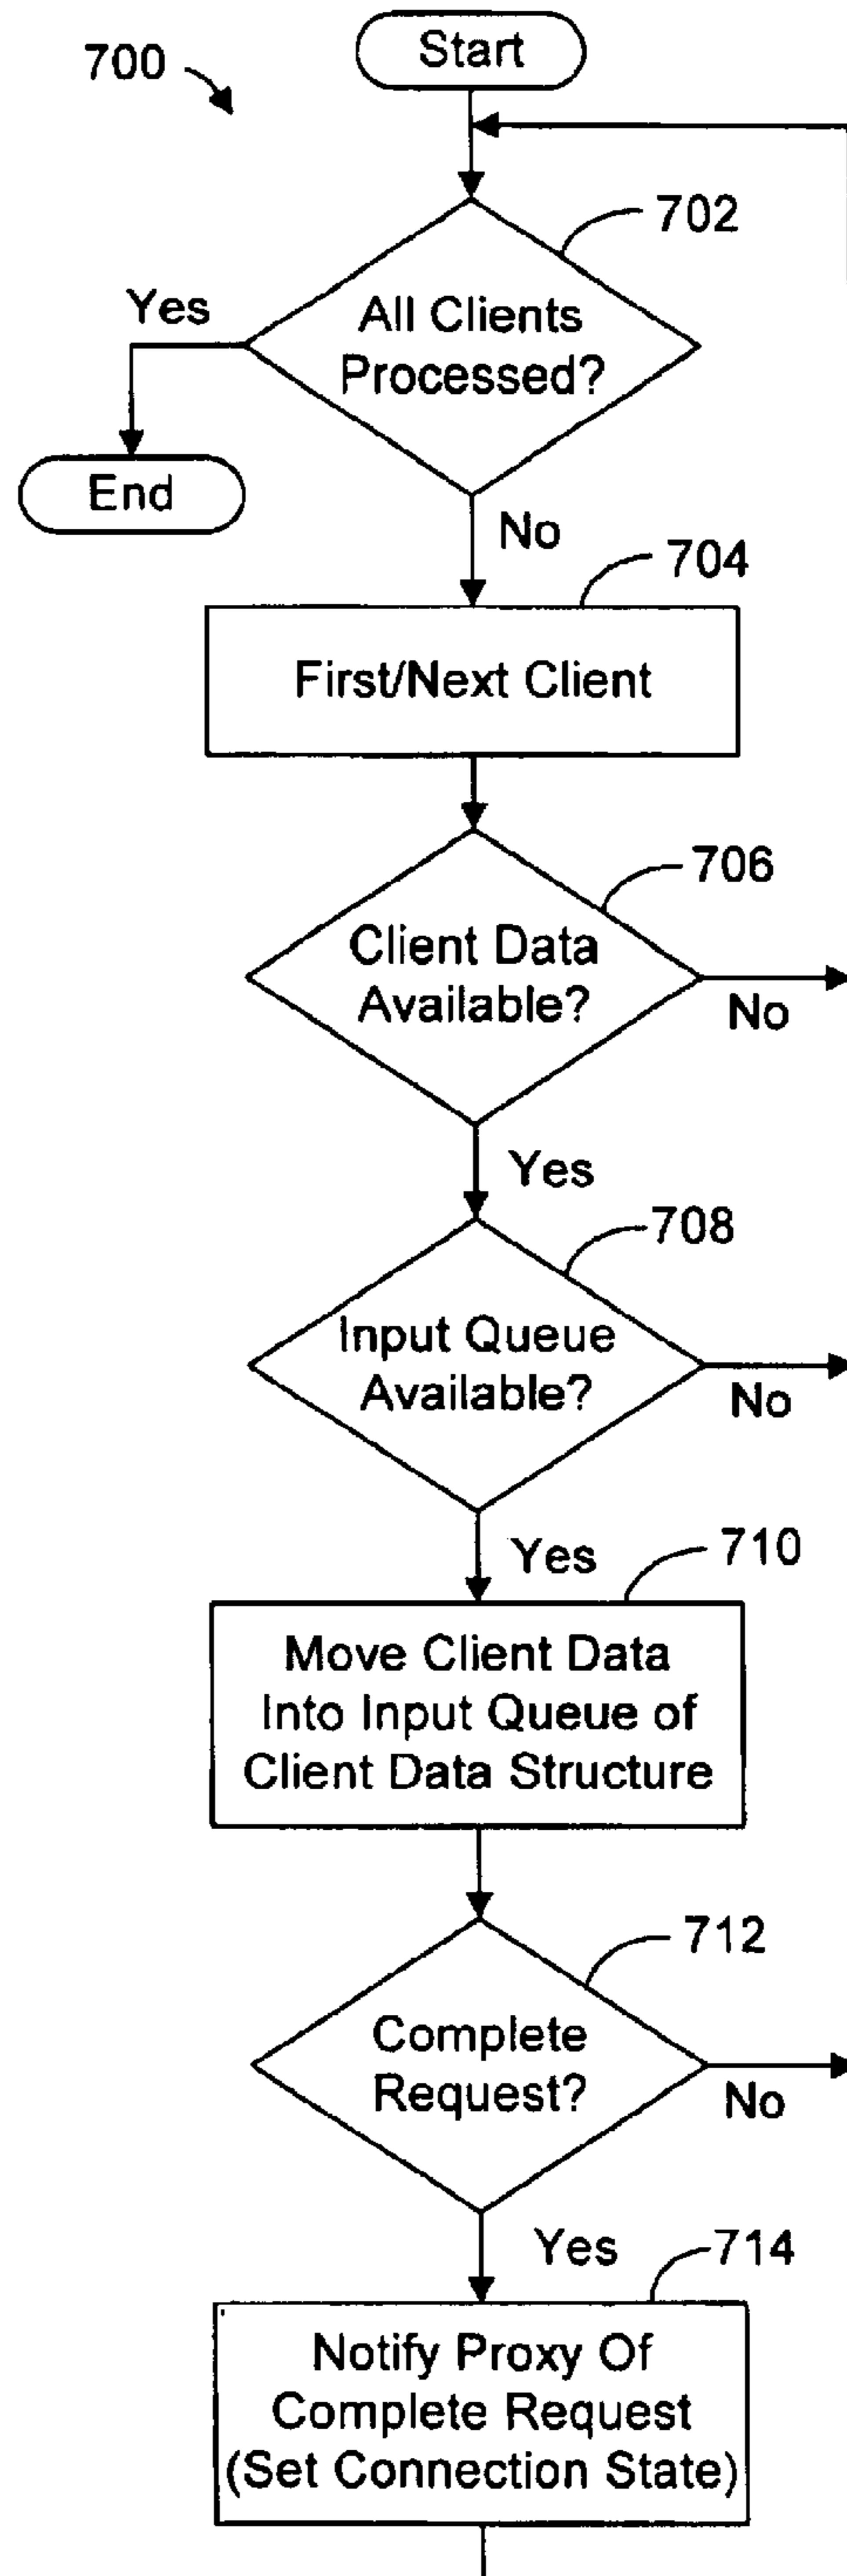 700
Start
702
Yes
All Clients
Processed?
End
No
704
First/Next Client
706
Client Data
Available?
No
Yes
708
Input Queue
Available?
No
Yes
710
Move Client Data
Into Input Queue of
Client Data Structure
712
Complete
Request?
No
Yes
714
Notify Proxy Of
Complete Request
(Set Connection State)